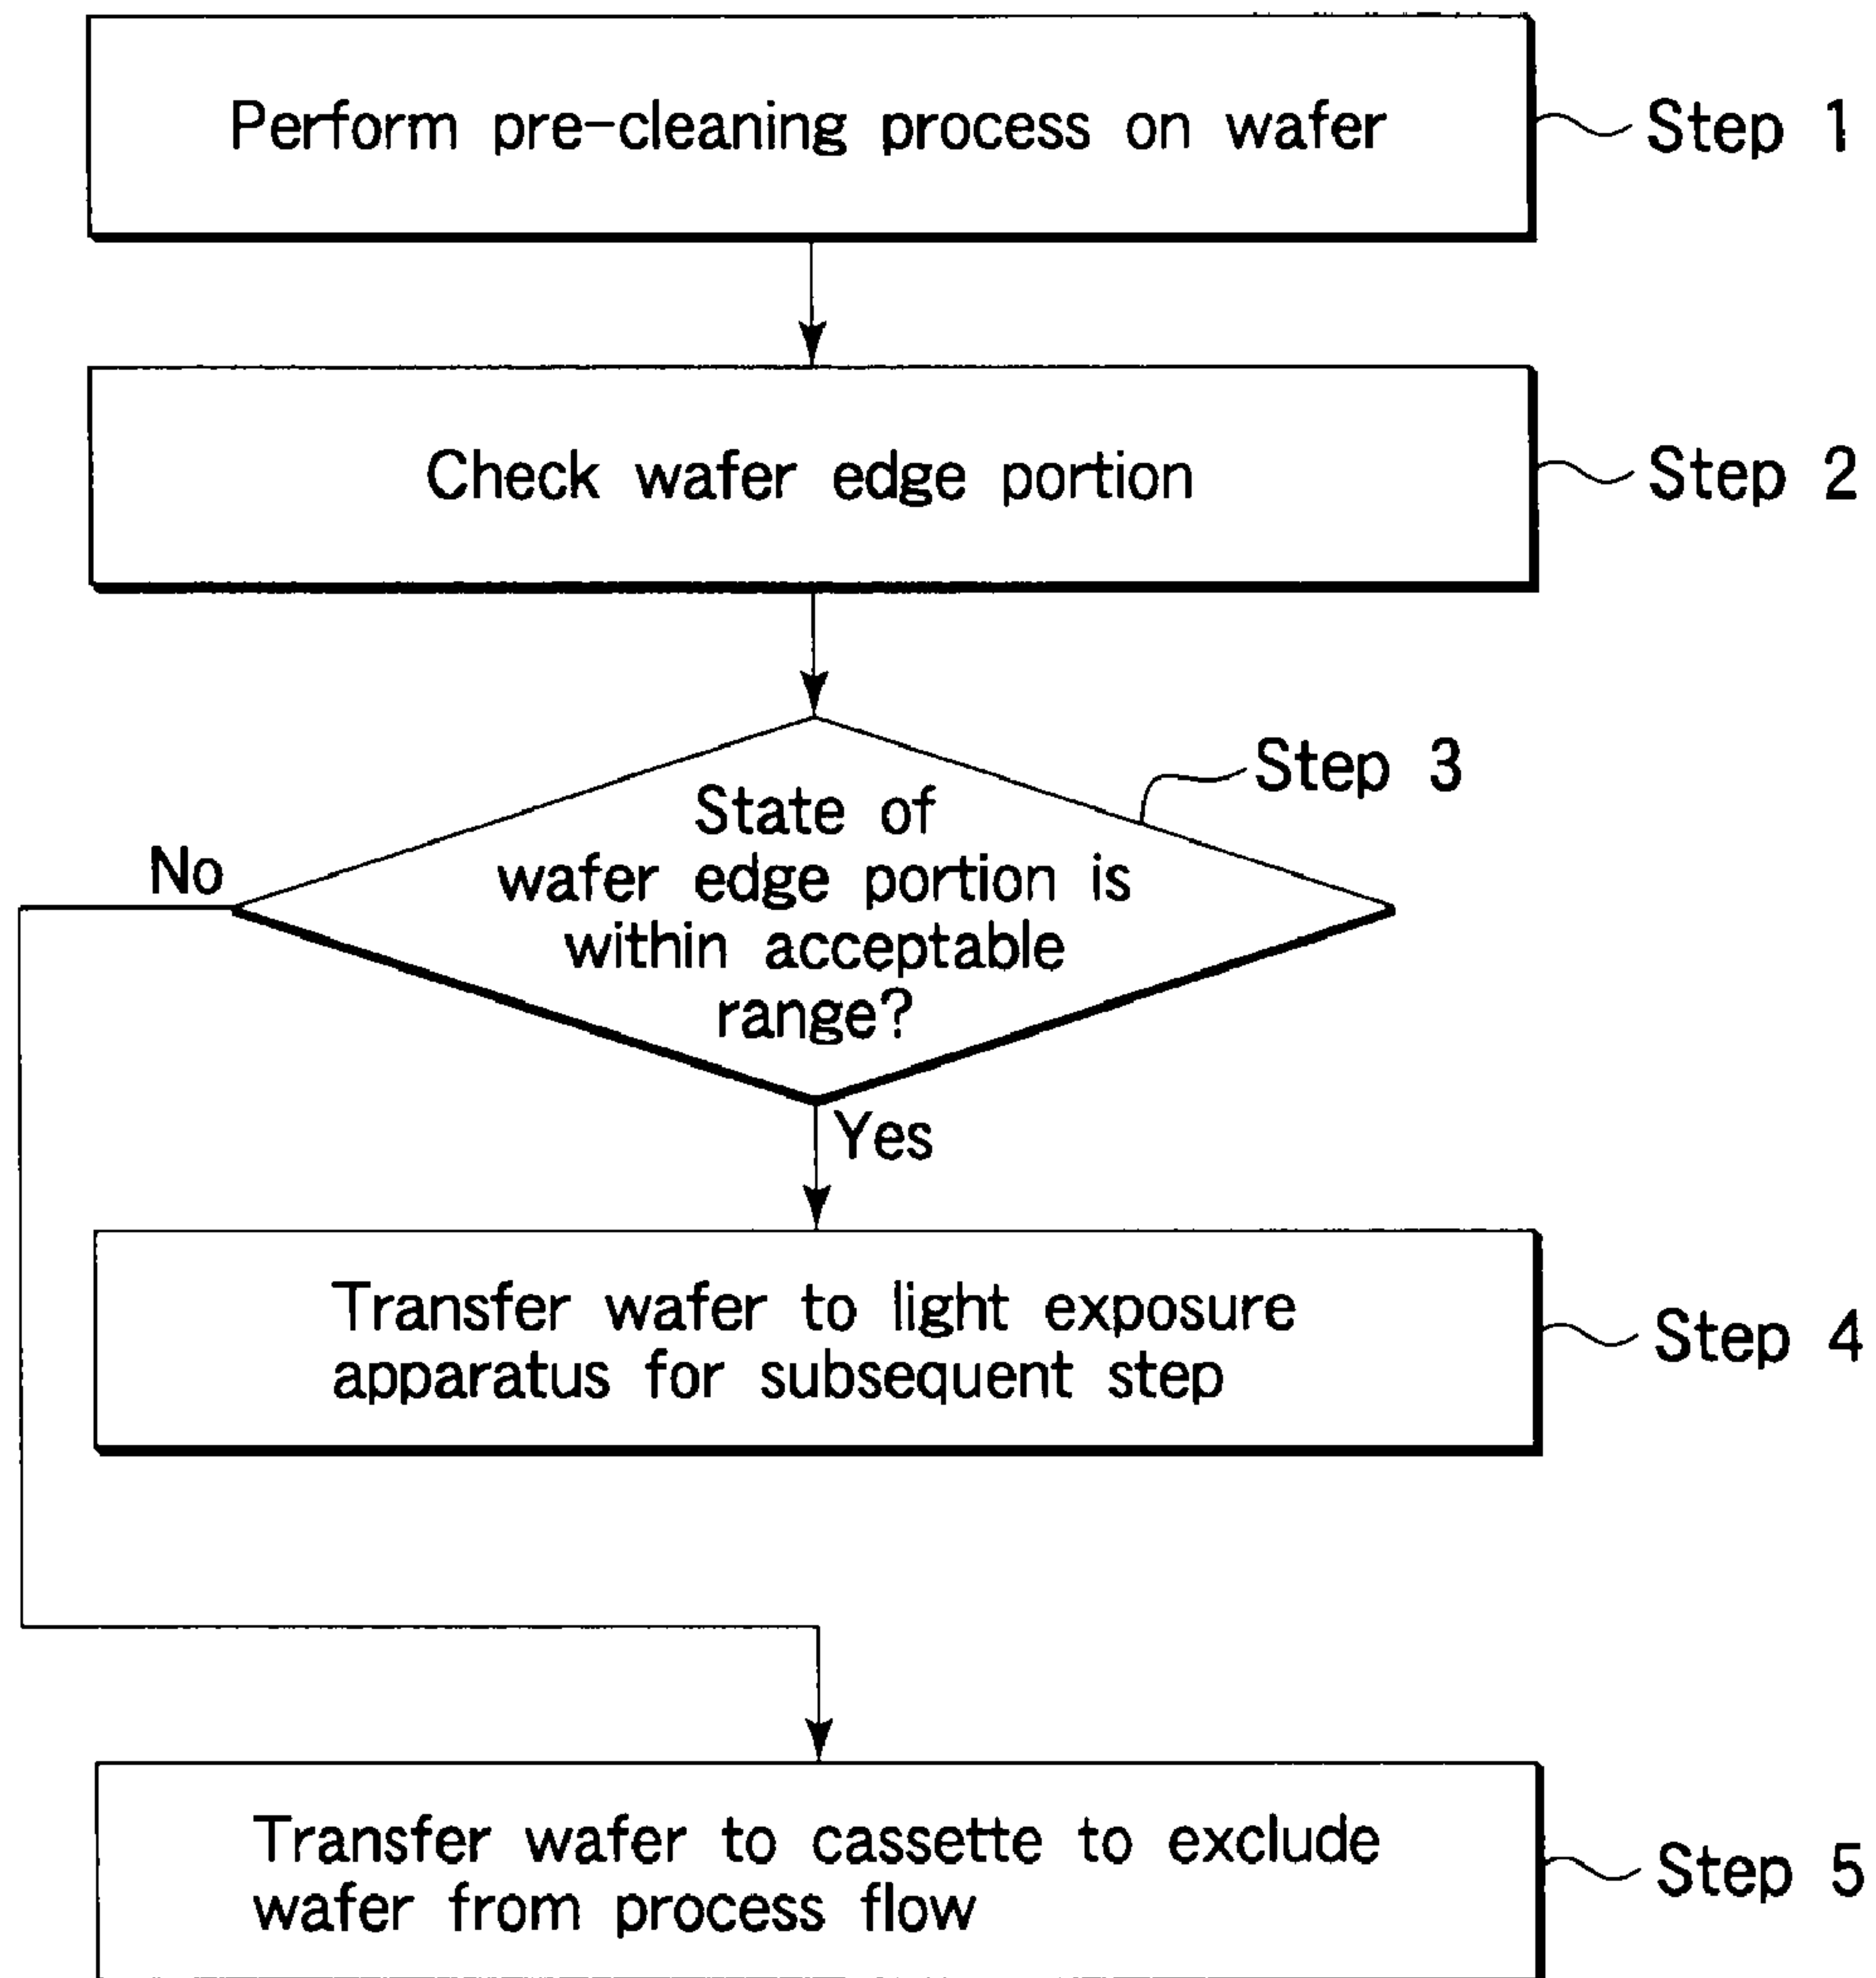 Perform pre-cleaning process on wafer
Step 1
Check wafer edge portion
Step 2
Step 3
State of
wafer edge portion is
within acceptable
range?
No
Yes
Transfer wafer to light exposure
apparatus for subsequent step
Step 4
Transfer wafer to cassette to exclude
wafer from process flow
Step 5